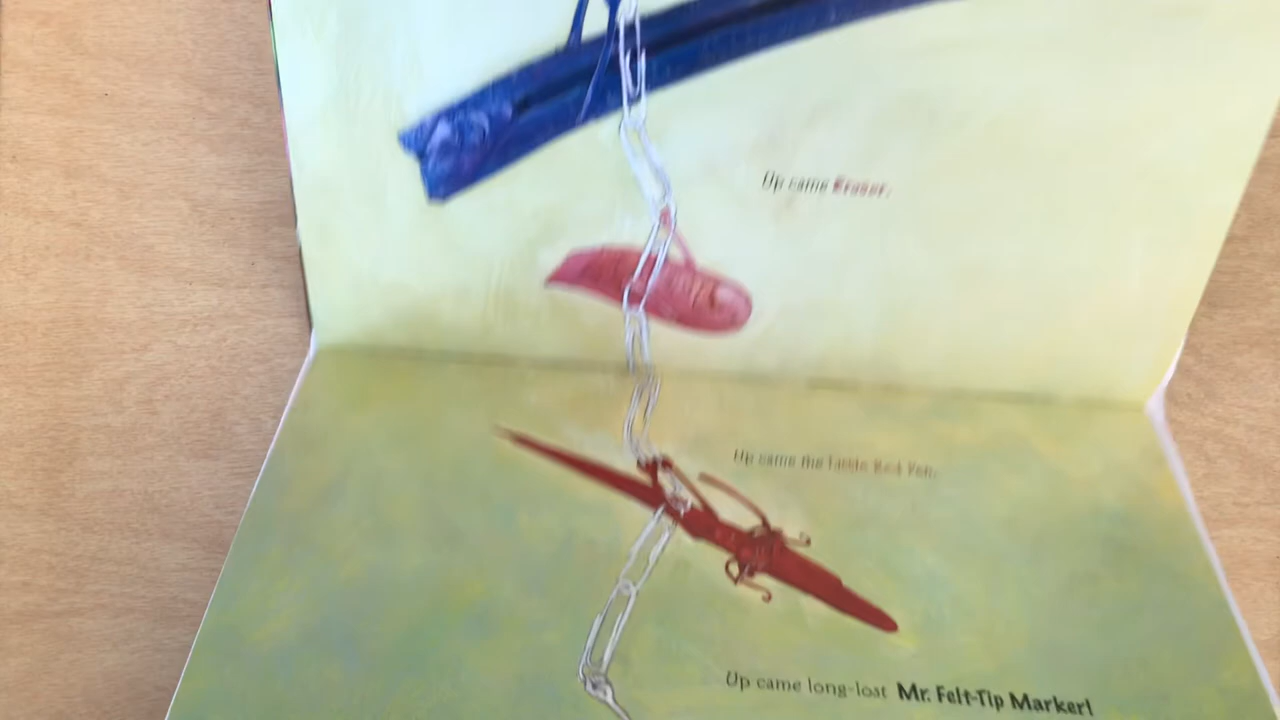 Up came Eraser.
Up came the Little Red Pen.
Up came long-lost Mr. Felt-Tip Marker!